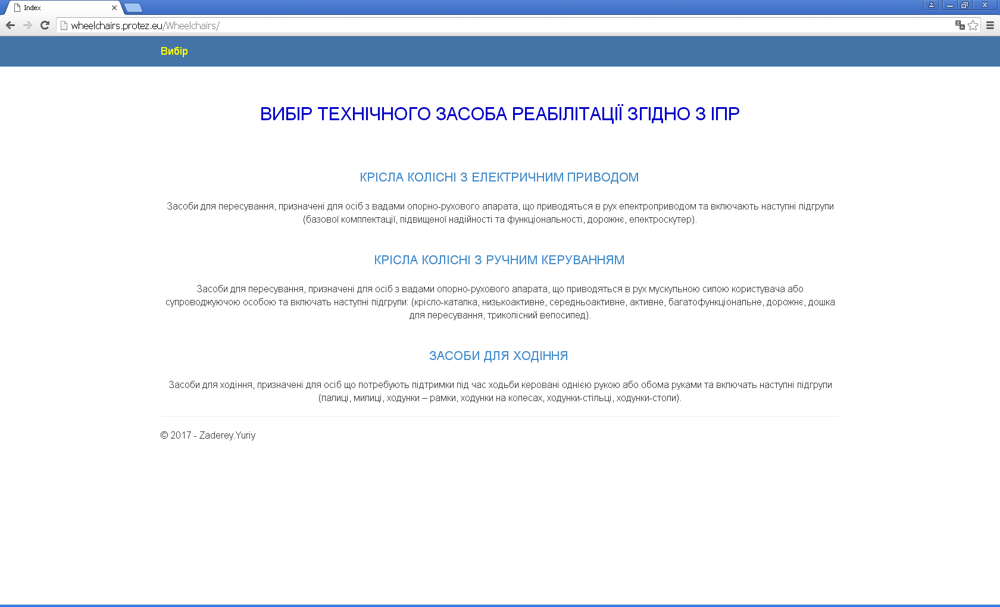 Index
wheelchairs.protez.eu/Wheelchairs/
Вибір
ВИБІР ТЕХНІЧНОГО ЗАСОБА РЕАБІЛІТАЦІЇ ЗГІДНО З ІПР
КРІСЛА КОЛІСНІ З ЕЛЕКТРИЧНИМ ПРИВОДОМ
Засоби для пересування, призначені для осіб з вадами опорно-рухового апарата, що приводяться в рух електроприводом та включають наступні підгрупи
(базової комплектації, підвищеної надійності та функціональності, дорожнє, електроскутер).
КРІСЛА КОЛІСНІ З РУЧНИМ КЕРУВАННЯМ
Засоби для пересування, призначені для осіб з вадами опорно-рухового апарата, що приводяться в рух мускульною силою користувача або
супроводжуючою особою та включать наступні підгрупи: (крісло-каталка, низькоактивне, середньоактивне, активне, багатофункціональне, дорожнє, дошка
для пересування, триколісний велосипед).
ЗАСОБИ ДЛЯ ХОДІННЯ
Засоби для ходіння, призначені для осіб що потребують підтримки під час ходьби керовані однією рукою або обома руками та включать наступні підгрупи
(палиці, милиці, ходунки – рамки, ходунки на колесах, ходунки-стільці, ходунки-столи).
© 2017 - Zaderey.Yuriy